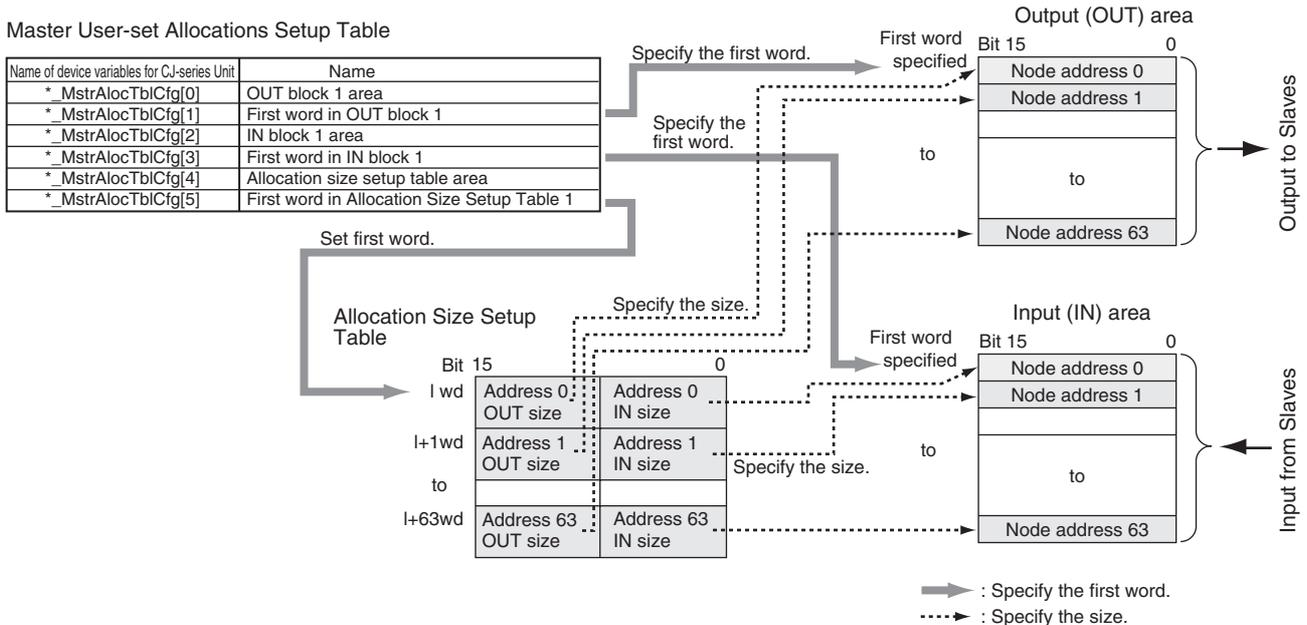 Master User-set Allocations Setup Table
Name of device variables for CJ-series Unit Name
*_MstrAlocTblCfg[0] OUT block 1 area
*_MstrAlocTblCfg[1] First word in OUT block 1
*_MstrAlocTblCfg[2] IN block 1 area
*_MstrAlocTblCfg[3] First word in IN block 1
*_MstrAlocTblCfg[4] Allocation size setup table area
*_MstrAlocTblCfg[5] First word in Allocation Size Setup Table 1
Specify the first word.
Specify the
first word.
Set first word.
Output (OUT) area
First word
specified
Bit 15 0
Node address 0
Node address 1
to
to
Node address 63
Output to Slaves
Specify the size.
Allocation Size Setup
Table
Bit 15 0
l wd
Address 0
OUT size
Address 0
IN size
l+1wd
Address 1
OUT size
Address 1
IN size
to
l+63wd
Address 63
OUT size
Address 63
IN size
Specify the size.
Input (IN) area
First word
specified
Bit 15 0
Node address 0
Node address 1
to
to
Node address 63
Input from Slaves
: Specify the first word.
: Specify the size.